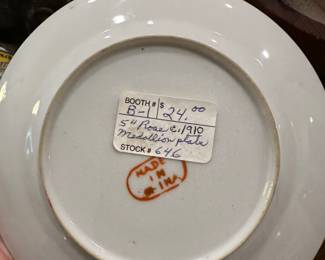 BOOTH # $
B-1 24.00
5" Rose c.1910
Medallion plate
STOCK # 646
MADE
IN
CHINA